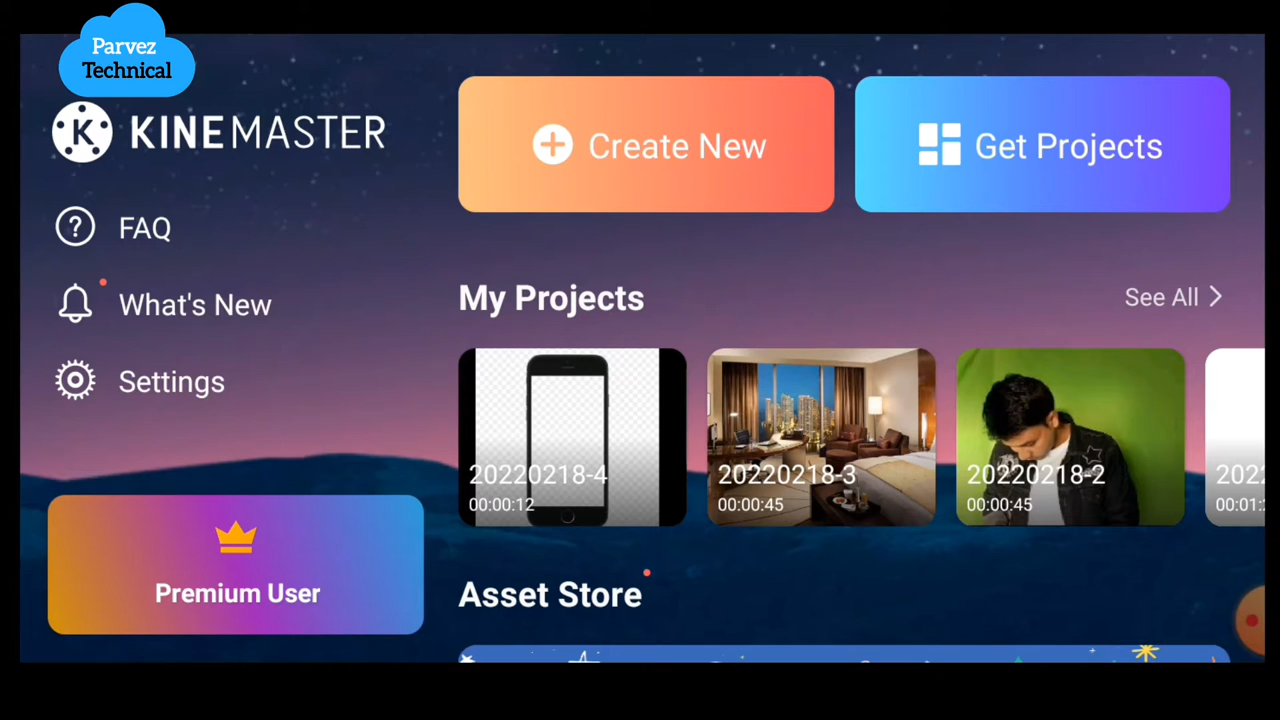 Parvez
Technical
KINEMASTER
FAQ
What's New
Settings
Premium User
Create New
Get Projects
My Projects
See All
20220218-4
00:00:12
20220218-3
00:00:45
20220218-2
00:00:45
Asset Store